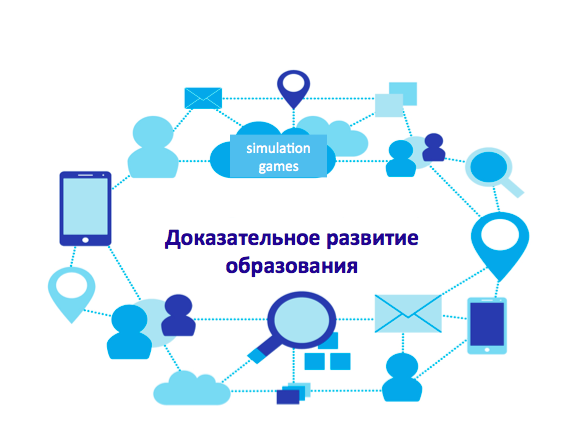 simulation
games
Доказательное развитие
образования